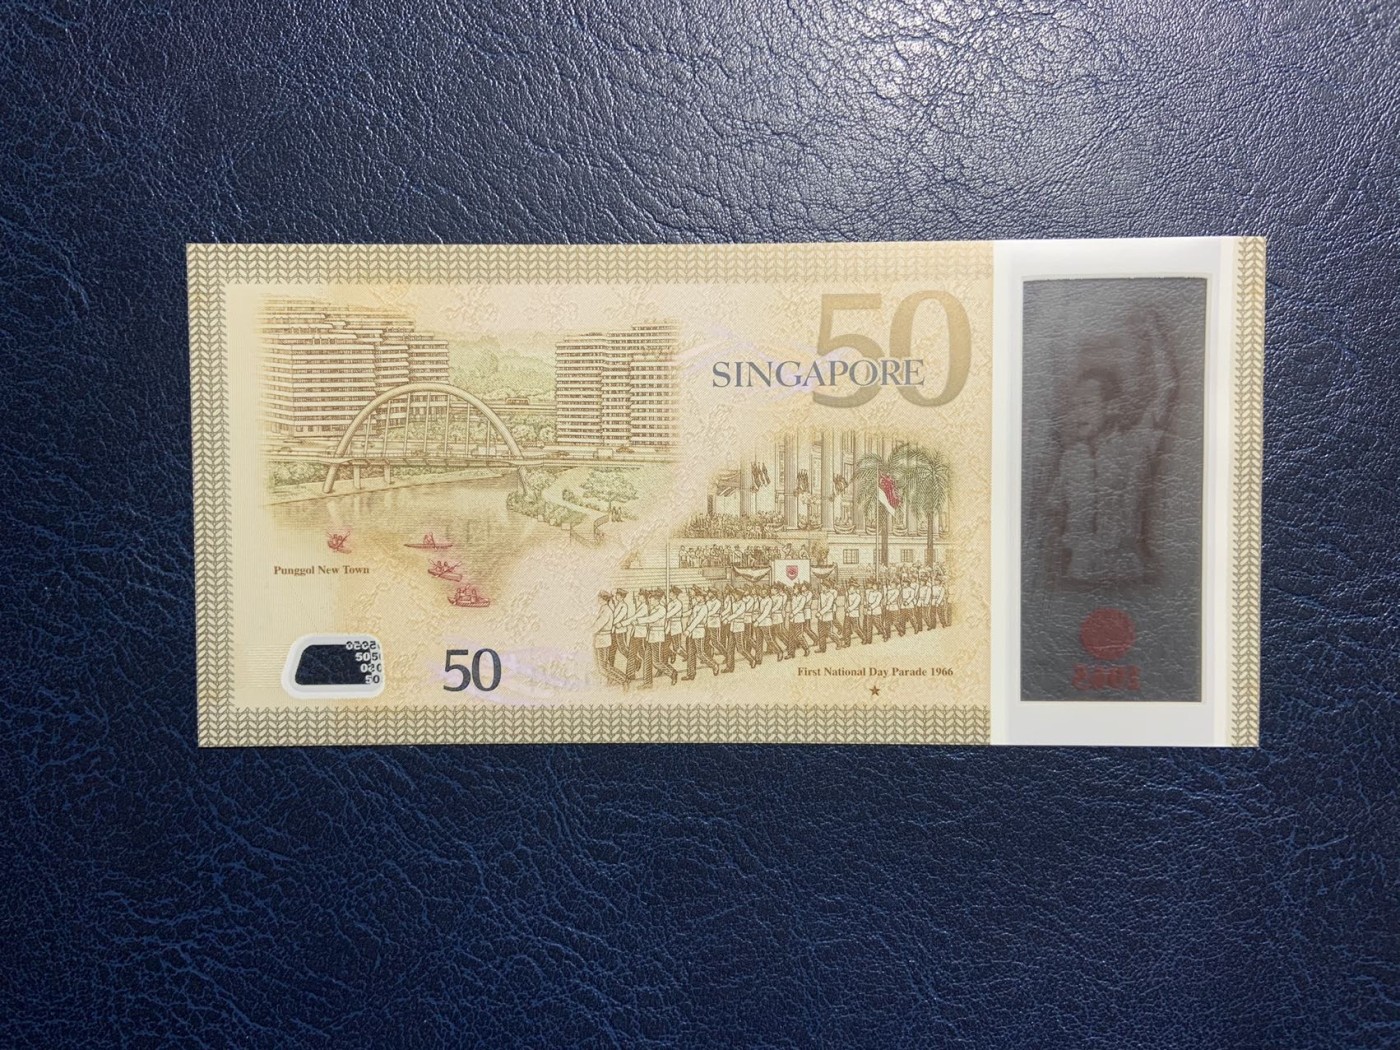 50
SINGAPORE
Punggol New Town
50
First National Day Parade 1966